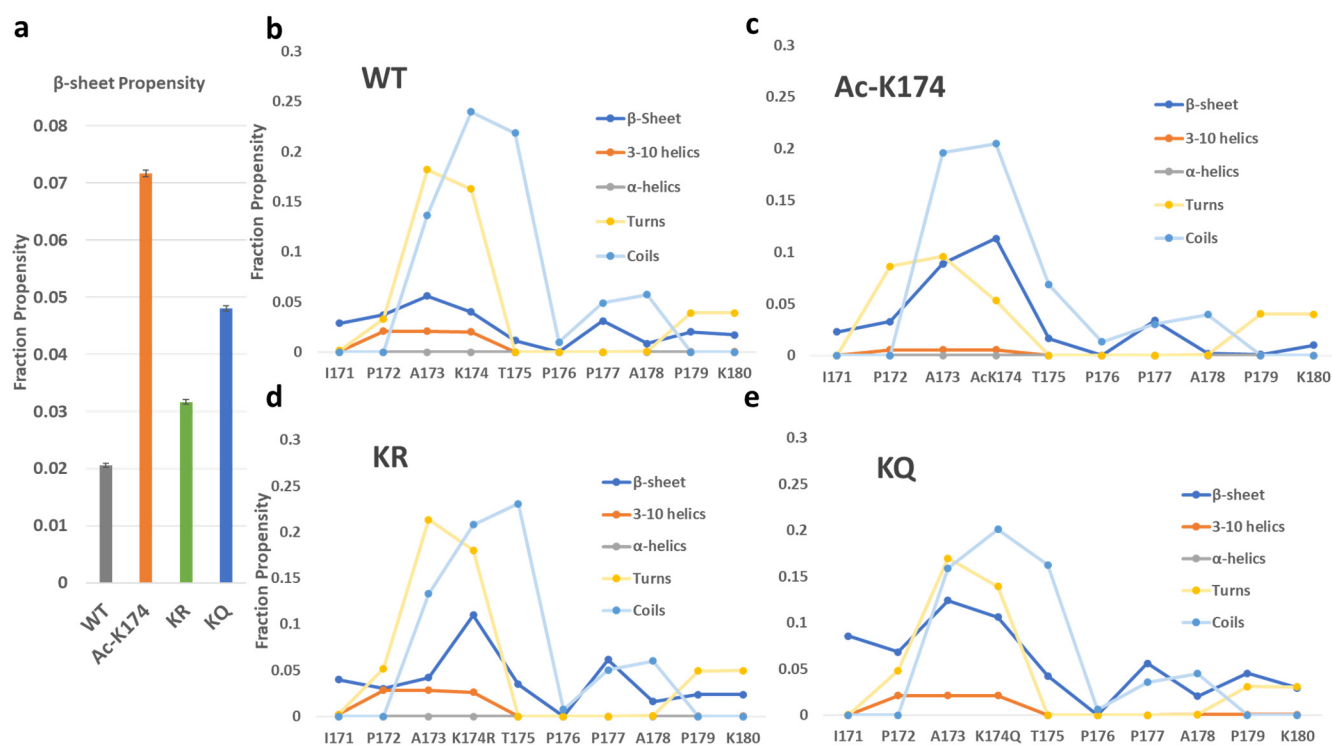 a
β-sheet Propensity
Fraction Propensity
0.08
0.07
0.06
0.05
0.04
0.03
0.02
0.01
0
WT
Ac-K174
KR
KQ
b
WT
Fraction Propensity
0.3
0.25
0.2
0.15
0.1
0.05
0
β-Sheet
3-10 helics
α-helics
Turns
Coils
I171 P172 A173 K174 T175 P176 P177 A178 P179 K180
c
Ac-K174
0.3
0.25
0.2
0.15
0.1
0.05
0
β-sheet
3-10 helics
α-helics
Turns
Coils
I171 P172 A173 AcK174 T175 P176 P177 A178 P179 K180
d
KR
Fraction Propensity
0.3
0.25
0.2
0.15
0.1
0.05
0
β-sheet
3-10 helics
α-helics
Turns
Coils
I171 P172 A173 K174R T175 P176 P177 A178 P179 K180
e
KQ
Fraction Propensity
0.3
0.25
0.2
0.15
0.1
0.05
0
β-sheet
3-10 helics
α-helics
Turns
Coils
I171 P172 A173 K174Q T175 P176 P177 A178 P179 K180